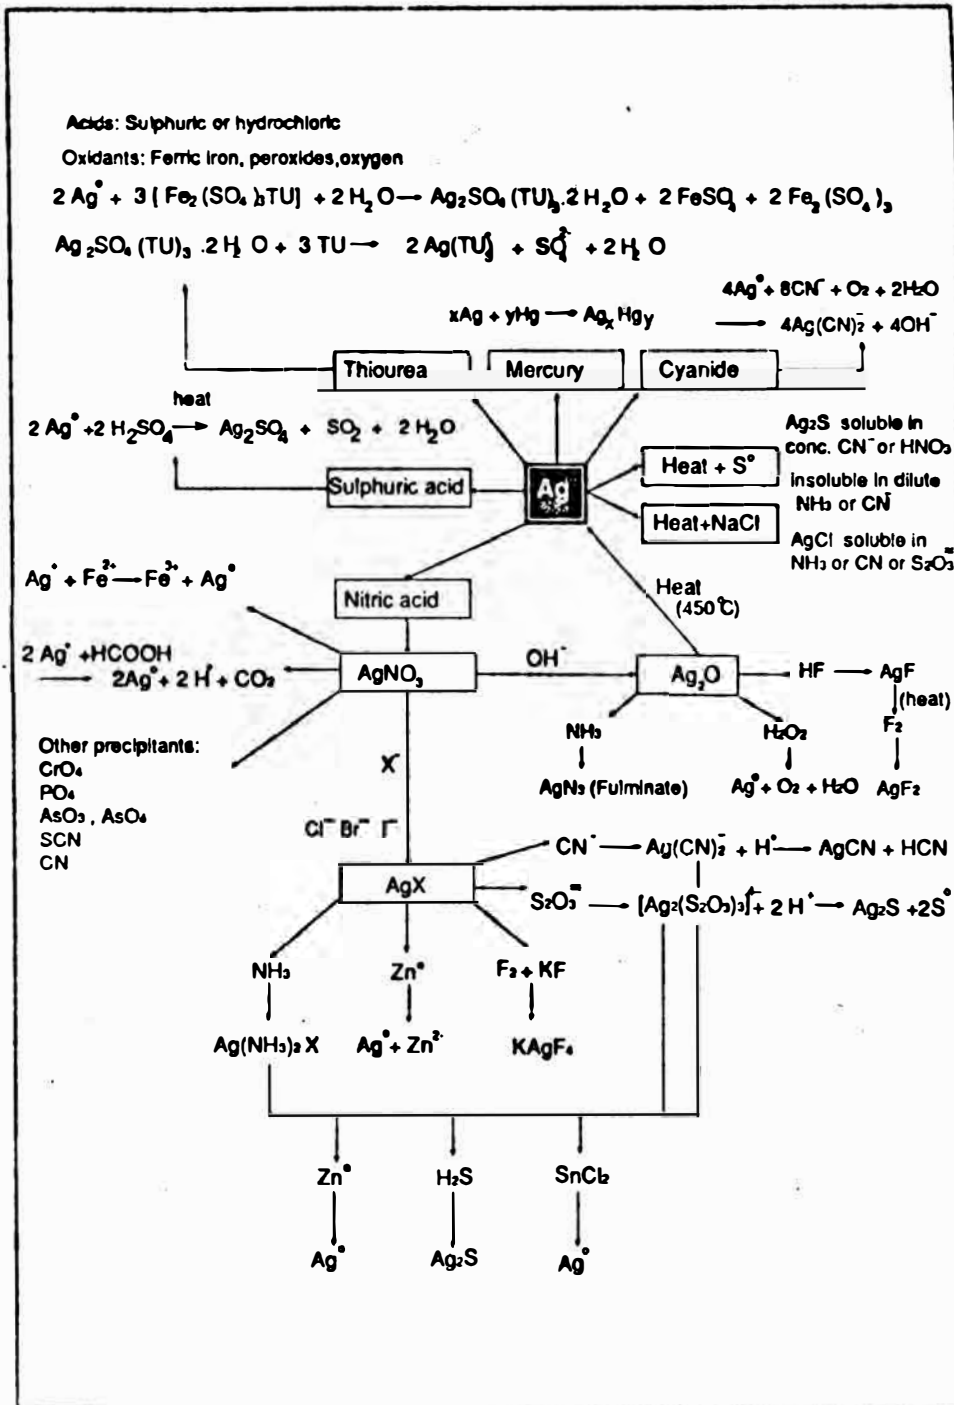 Acids: Sulphuric or hydrochloric
Oxidants: Ferric iron, peroxides,oxygen
2 Ag° + 3 [ Fe₂ (SO₄ )₃TU] + 2 H₂O → Ag₂SO₄ (TU)₃.2 H₂O + 2 FeSO₄ + 2 Fe₂ (SO₄ )₃
Ag₂SO₄ (TU)₃ .2 H₂ O + 3 TU → 2 Ag(TU)₃⁺ + SO₄²⁻ + 2 H₂ O
4Ag° + 8CN⁻ + O₂ + 2H₂O
→ 4Ag(CN)₂⁻ + 4OH⁻
xAg + yHg → AgₓHgy
Thiourea
Mercury
Cyanide
heat
2 Ag° +2 H₂SO₄ → Ag₂SO₄ + SO₂ + 2 H₂O
Ag₂S soluble in
conc. CN⁻ or HNO₃
Heat + S°
Sulphuric acid
Ag
insoluble in dilute
NH₃ or CN⁻
Heat+NaCl
AgCl soluble in
NH₃ or CN or S₂O₃⁼
Ag⁺ + Fe²⁺ → Fe³⁺ + Ag°
Nitric acid
Heat
(450°C)
2 Ag⁺ +HCOOH
→ 2Ag° + 2 H⁺ + CO₂
AgNO₃
OH⁻
Ag₂O
HF → AgF
(heat)
F₂
AgF₂
NH₃
H₂O₂
AgN₃ (Fulminate)
Ag° + O₂ + H₂O
Other precipitants:
CrO₄
PO₄
AsO₃ , AsO₄
SCN
CN
X⁻
Cl⁻ Br⁻ I⁻
AgX
CN⁻ → Ag(CN)₂⁻ + H⁺ → AgCN + HCN
S₂O₃⁼ → [Ag₂(S₂O₃)₃]⁴⁻ + 2 H⁺ → Ag₂S +2S°
NH₃
Zn°
F₂ + KF
Ag(NH₃)₂ X
Ag° + Zn²⁺
KAgF₄
Zn°
H₂S
SnCl₂
Ag°
Ag₂S
Ag°